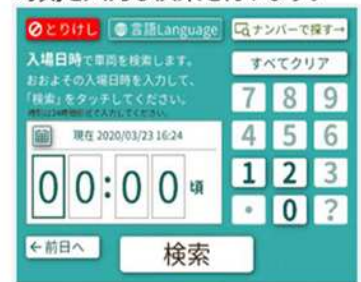 とりけし 言語Language ナンバーで探す→
入場日時で車両を検索します。
おおよその入場日時を入力して、
「検索」をタッチしてください。
すべてクリア
7 8 9
現在 2020/03/23 16:24
4 5 6
00:00 頃
1 2 3
・ 0 ?
←前日へ
検索